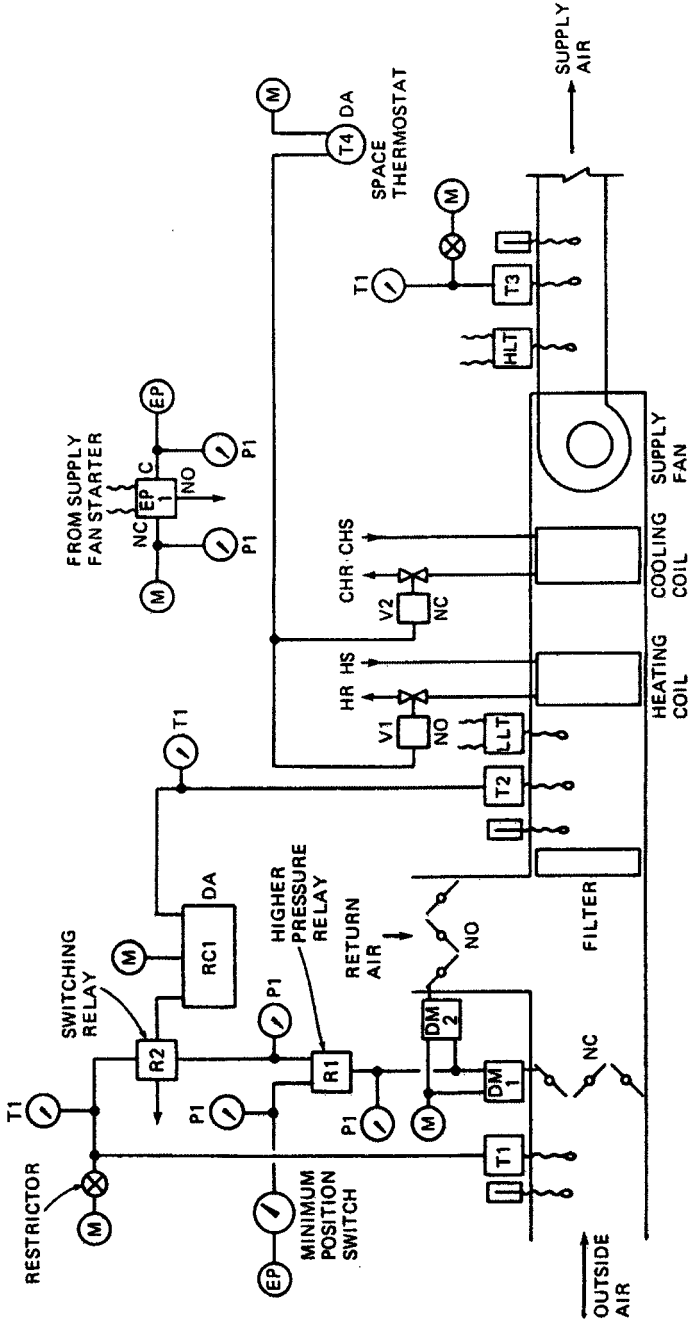 FROM SUPPLY
FAN STARTER
NC
EP
1
C
NO
M
EP
P1
P1
M
T4
DA
SPACE
THERMOSTAT
T1
M
RESTRICTOR
M
T1
SWITCHING
RELAY
R2
M
RC1
DA
T1
HIGHER
PRESSURE
RELAY
P1
P1
R1
P1
EP
MINIMUM
POSITION
SWITCH
M
DM
1
DM
2
RETURN
AIR
NO
NC
T1
T2
LLT
V1
NO
HR
HS
V2
NC
CHR
CHS
HLT
T3
OUTSIDE
AIR
FILTER
HEATING
COIL
COOLING
COIL
SUPPLY
FAN
SUPPLY
AIR